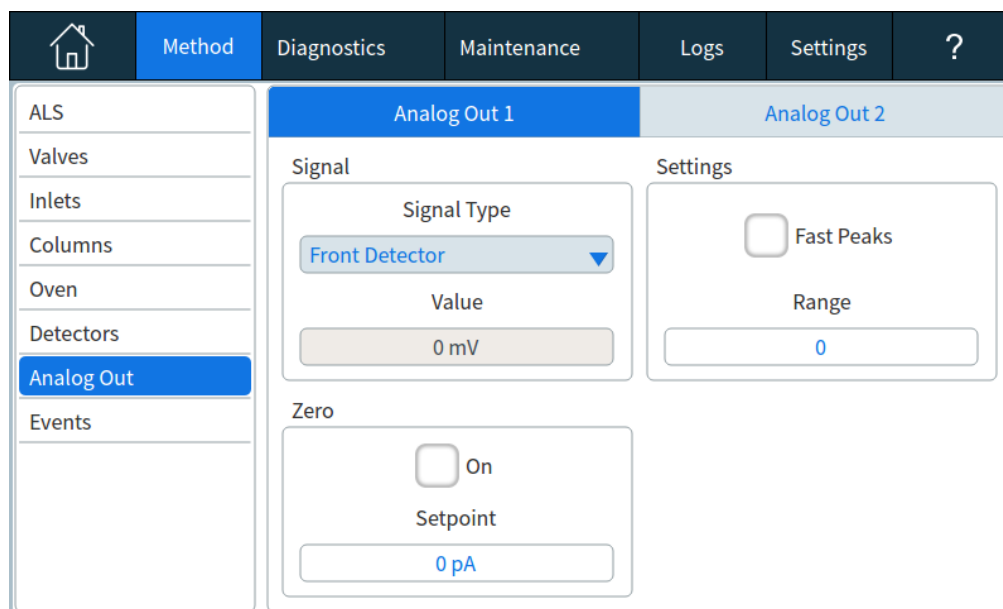 Method
Diagnostics
Maintenance
Logs
Settings
?
ALS
Valves
Inlets
Columns
Oven
Detectors
Analog Out
Events
Analog Out 1
Analog Out 2
Signal
Signal Type
Front Detector
Value
0 mV
Settings
Fast Peaks
Range
0
Zero
On
Setpoint
0 pA